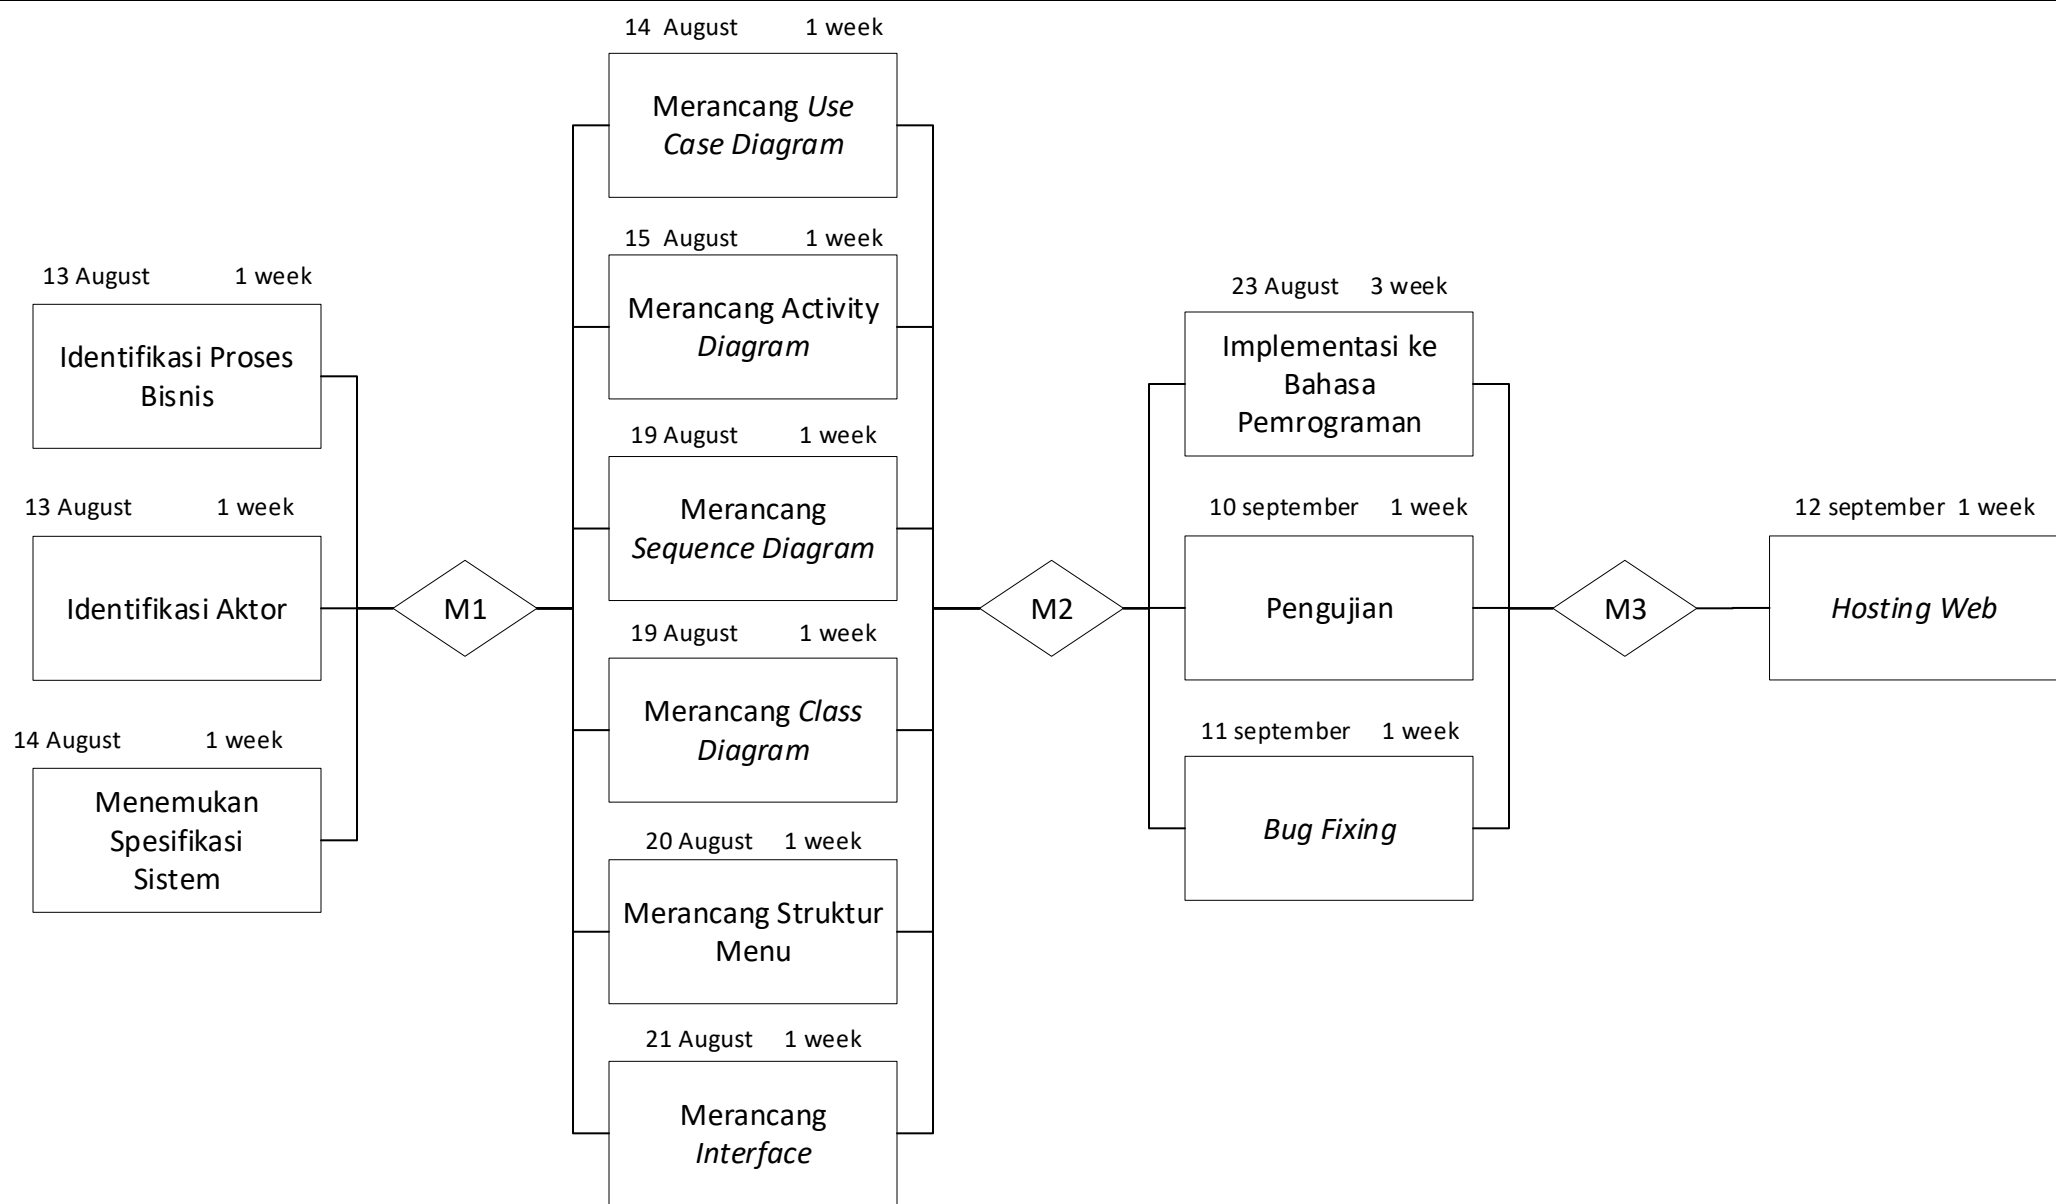 13 August 1 week
Identifikasi Proses
Bisnis
13 August 1 week
Identifikasi Aktor
14 August 1 week
Menemukan
Spesifikasi
Sistem
M1
14 August 1 week
Merancang Use
Case Diagram
15 August 1 week
Merancang Activity
Diagram
19 August 1 week
Merancang
Sequence Diagram
19 August 1 week
Merancang Class
Diagram
20 August 1 week
Merancang Struktur
Menu
21 August 1 week
Merancang
Interface
M2
23 August 3 week
Implementasi ke
Bahasa
Pemrograman
10 september 1 week
Pengujian
11 september 1 week
Bug Fixing
M3
12 september 1 week
Hosting Web